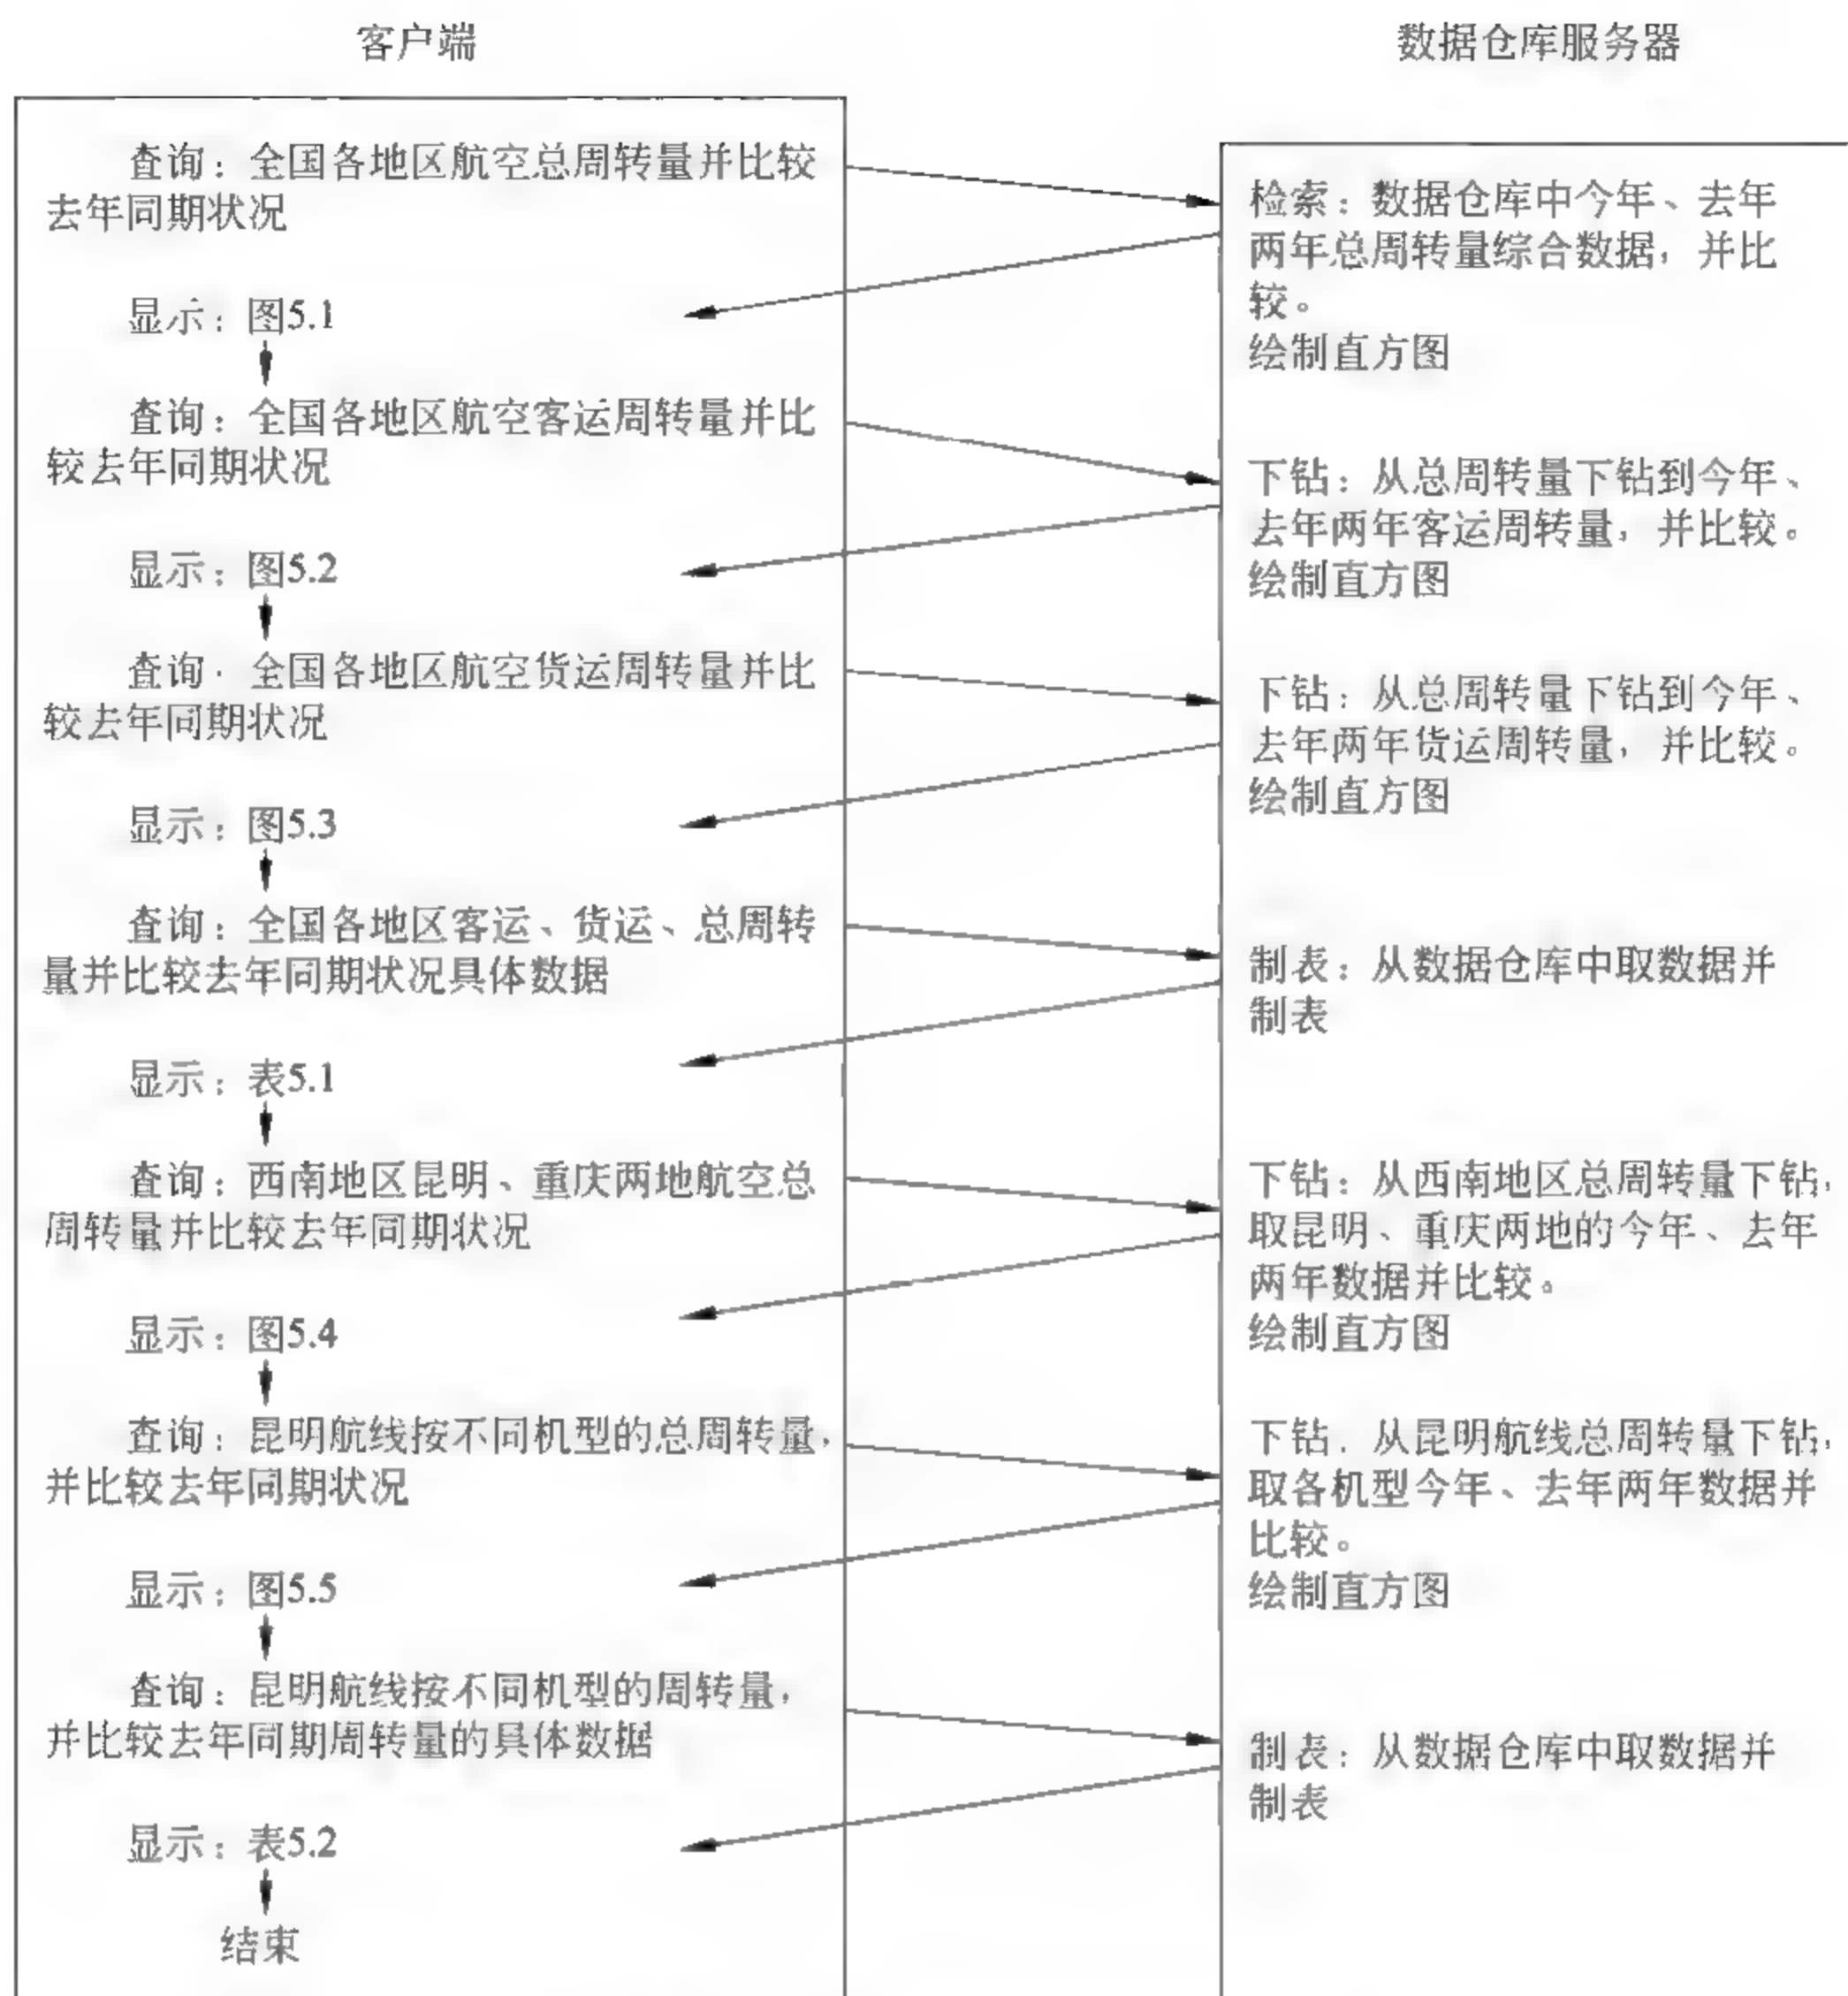 客户端
查询：全国各地区航空总周转量并比较
去年同期状况
显示：图5.1
查询：全国各地区航空客运周转量并比
较去年同期状况
显示：图5.2
查询：全国各地区航空货运周转量并比
较去年同期状况
显示：图5.3
查询：全国各地区客运、货运、总周转
量并比较去年同期状况具体数据
显示：表5.1
查询：西南地区昆明、重庆两地航空总
周转量并比较去年同期状况
显示：图5.4
查询：昆明航线按不同机型的总周转量，
并比较去年同期状况
显示：图5.5
查询：昆明航线按不同机型的周转量，
并比较去年同期周转量的具体数据
显示：表5.2
结束
数据仓库服务器
检索：数据仓库中今年、去年
两年总周转量综合数据，并比
较。
绘制直方图
下钻：从总周转量下钻到今年、
去年两年客运周转量，并比较。
绘制直方图
下钻：从总周转量下钻到今年、
去年两年货运周转量，并比较。
绘制直方图
制表：从数据仓库中取数据并
制表
下钻：从西南地区总周转量下钻，
取昆明、重庆两地的今年、去年
两年数据并比较。
绘制直方图
下钻：从昆明航线总周转量下钻，
取各机型今年、去年两年数据并
比较。
绘制直方图
制表：从数据仓库中取数据并
制表